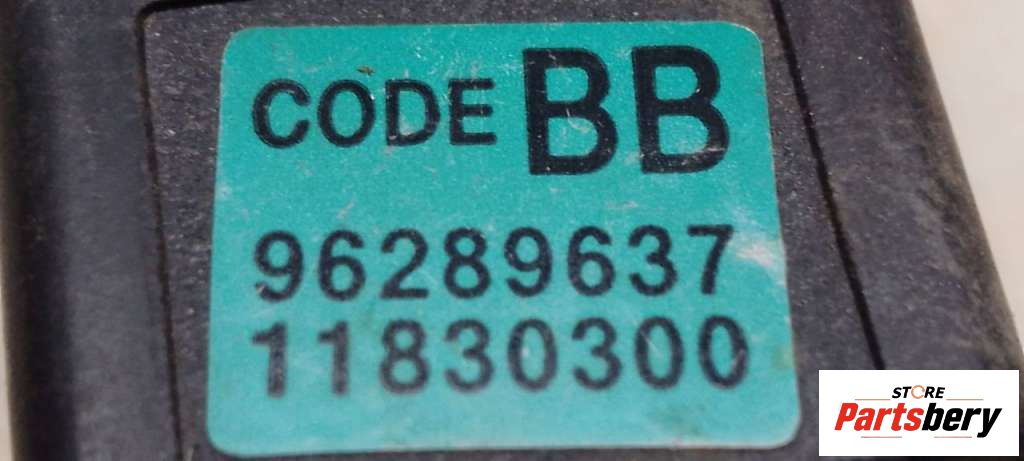 CODE BB
96289637
11830300
STORE
Partsbery